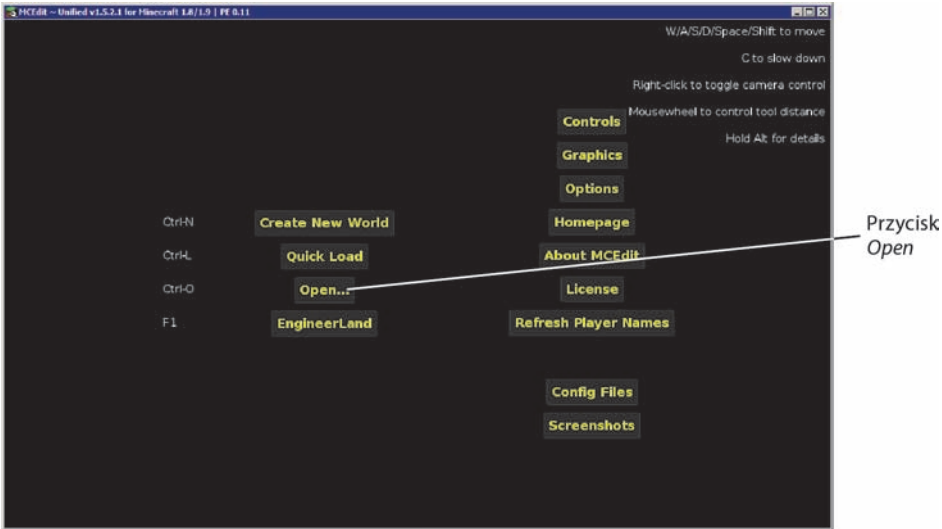 MCEdit ~ Unified v1.5.2.1 for Minecraft 1.8/1.9 | PE 0.11
W/A/S/D/Space/Shift to move
C to slow down
Right-click to toggle camera control
Mousewheel to control tool distance
Hold Alt for details
Controls
Graphics
Options
Ctrl-N Create New World
Homepage
Ctrl-L Quick Load
About MCEdit
Ctrl-O Open...
License
F1 EngineerLand
Refresh Player Names
Config Files
Screenshots
Przycisk
Open